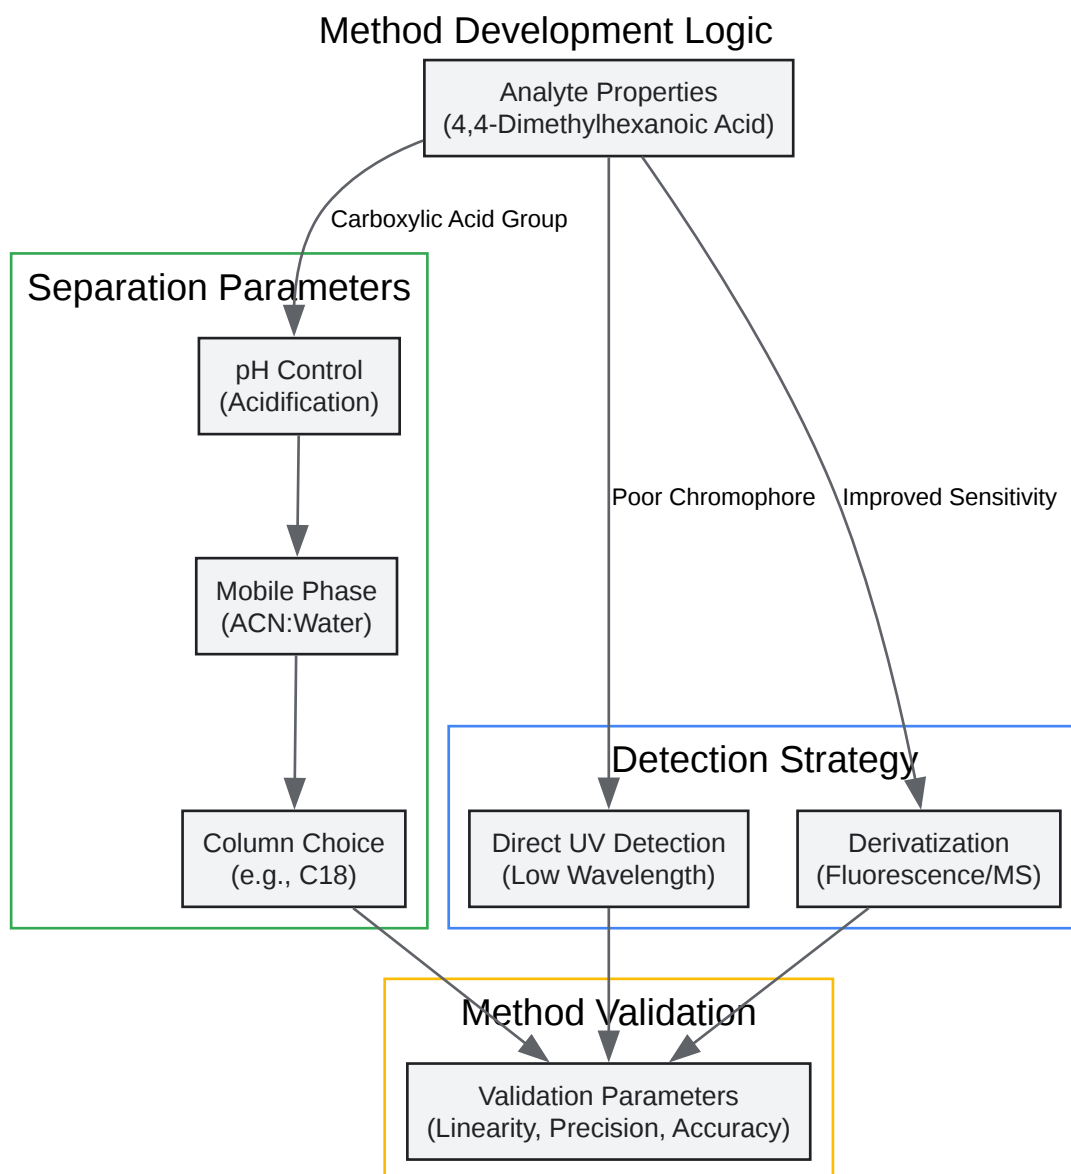 Method Development Logic
Analyte Properties
(4,4-Dimethylhexanoic Acid)
Carboxylic Acid Group
Separation Parameters
pH Control
(Acidification)
Poor Chromophore
Improved Sensitivity
Mobile Phase
(ACN:Water)
Detection Strategy
Column Choice
(e.g., C18)
Direct UV Detection
(Low Wavelength)
Derivatization
(Fluorescence/MS)
Method Validation
Validation Parameters
(Linearity, Precision, Accuracy)